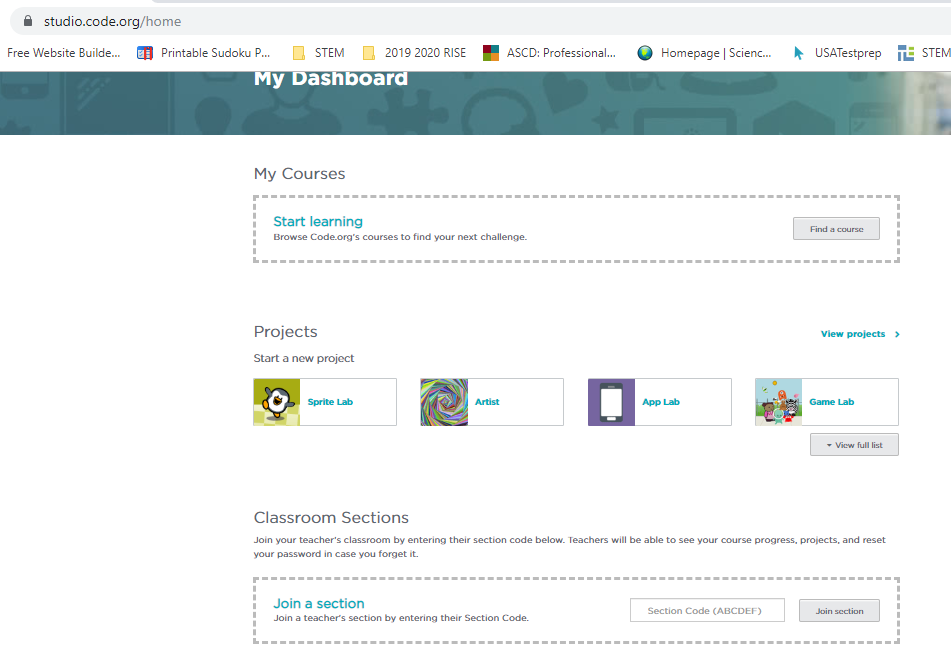 studio.code.org/home
Free Website Builde... Printable Sudoku P... STEM 2019 2020 RISE ASCD: Professional... Homepage | Scienc... USATestprep STEM
My Dashboard
My Courses
Start learning
Browse Code.org's courses to find your next challenge.
Find a course
Projects
View projects >
Start a new project
Sprite Lab Artist App Lab Game Lab
View full list
Classroom Sections
Join your teacher's classroom by entering their section code below. Teachers will be able to see your course progress, projects, and reset
your password in case you forget it.
Join a section
Join a teacher's section by entering their Section Code.
Section Code (ABCDEF) Join section